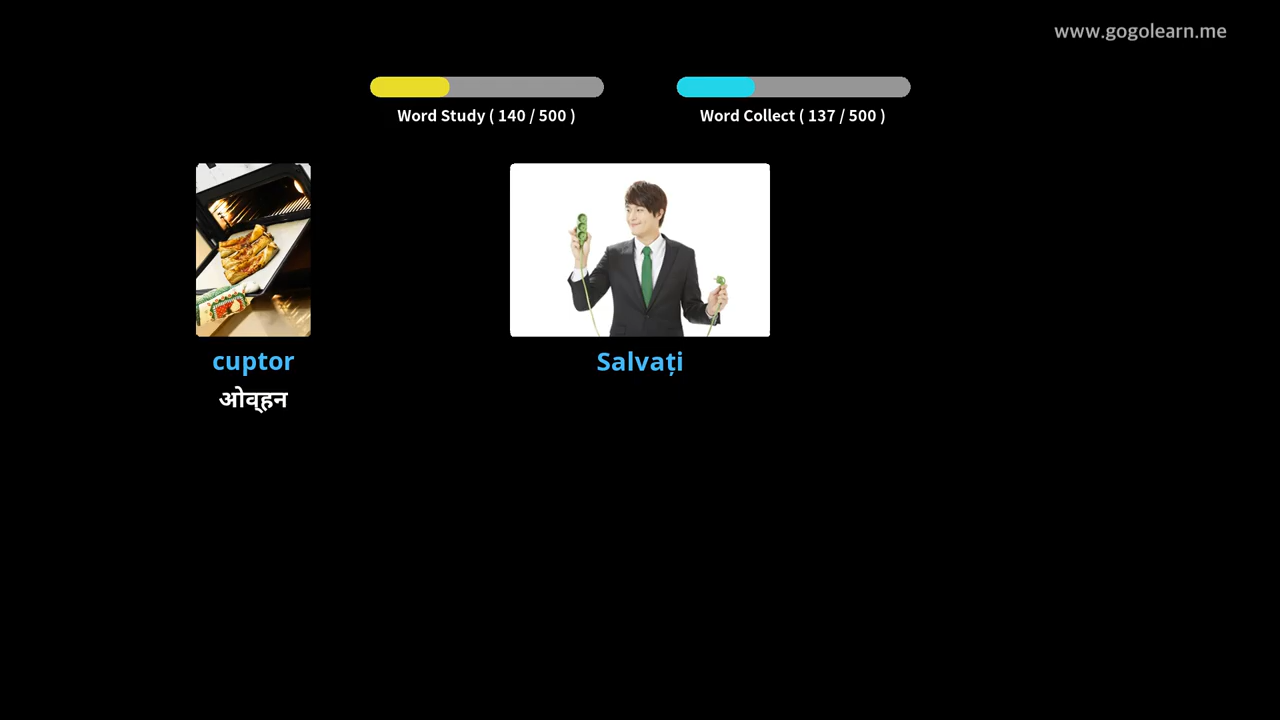 www.gogolearn.me
Word Study ( 140 / 500 )
Word Collect ( 137 / 500 )
cuptor
ओव्हन
Salvați